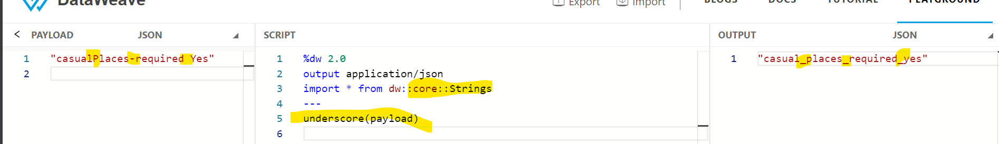 DataWeave
Export
Import
BLOGS
DOCS
TUTORIAL
PLAYGROUND
< PAYLOAD
JSON
1 "casualPlaces-required Yes"
2
SCRIPT
1 %dw 2.0
2 output application/json
3 import * from dw::core::Strings
4 ---
5 underscore(payload)
6
OUTPUT
JSON
1 "casual_places_required_yes"